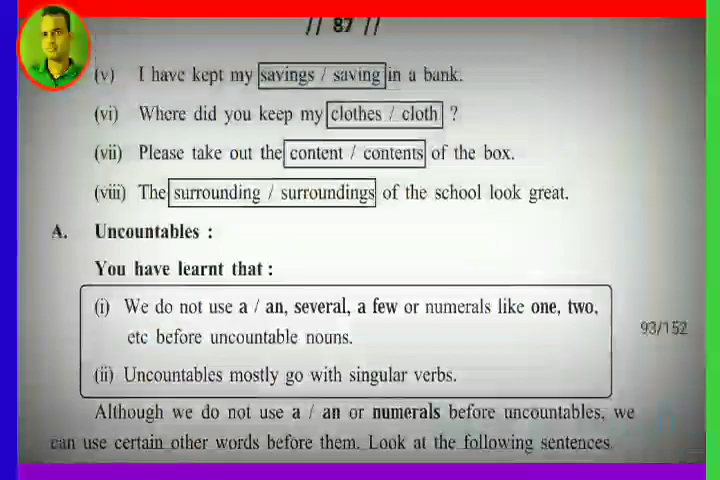 // 87 //
(v) I have kept my savings / saving in a bank.
(vi) Where did you keep my clothes / cloth ?
(vii) Please take out the content / contents of the box.
(viii) The surrounding / surroundings of the school look great.
A. Uncountables :
You have learnt that :
(i) We do not use a / an, several, a few or numerals like one, two,
etc before uncountable nouns.
93/152
(ii) Uncountables mostly go with singular verbs.
Although we do not use a / an or numerals before uncountables, we
can use certain other words before them. Look at the following sentences.